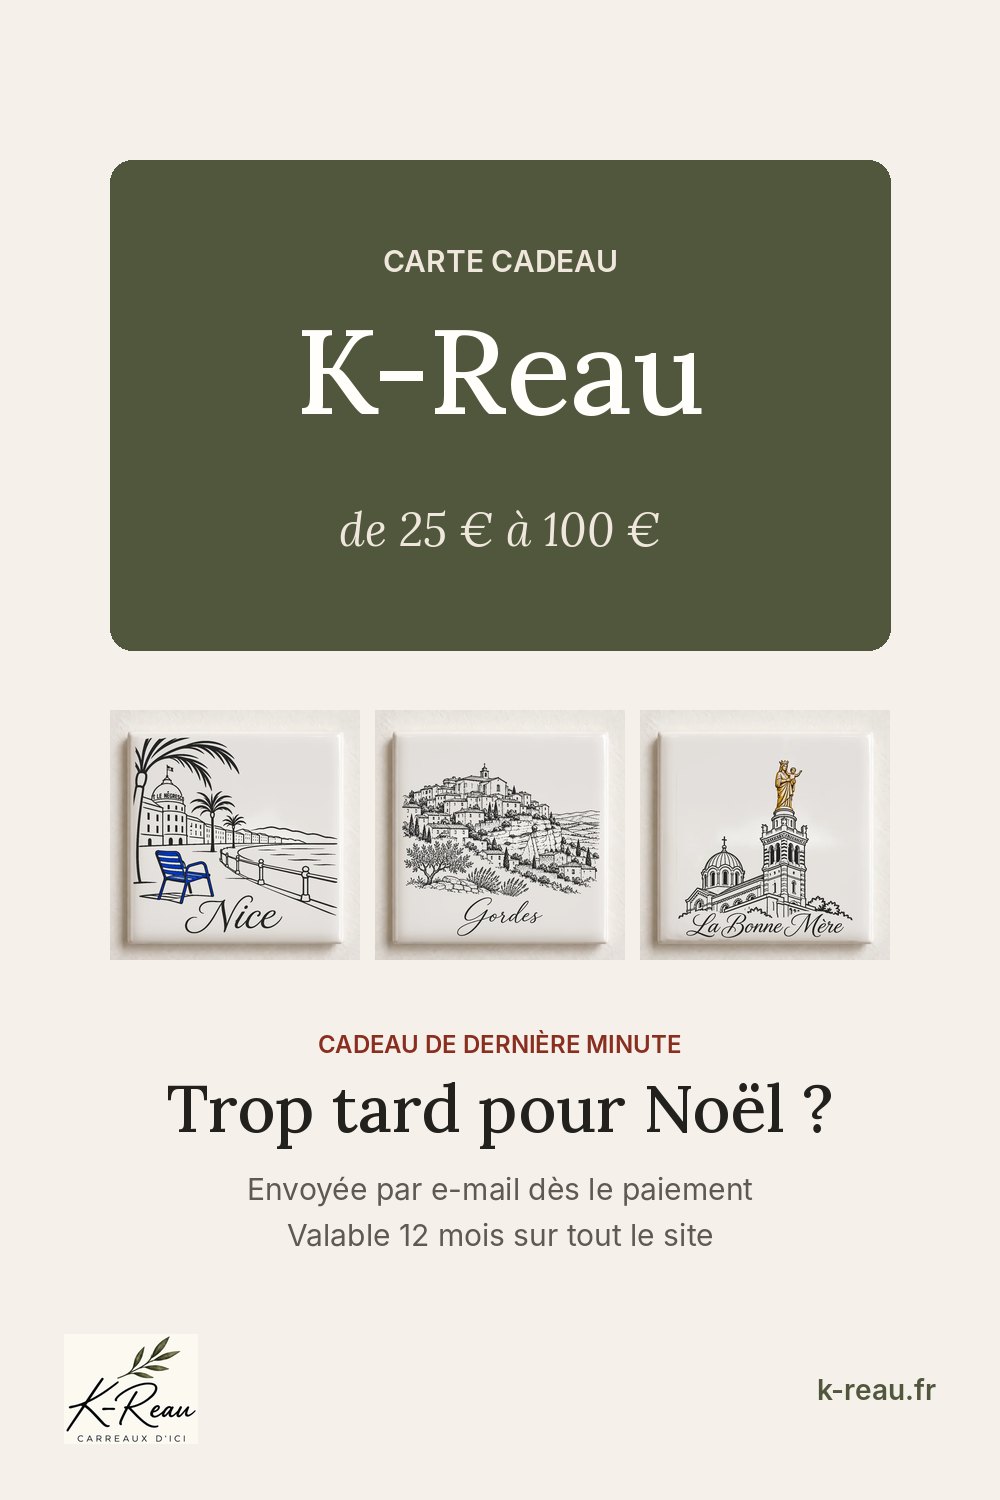 CARTE CADEAU
K-Reau
de 25 € à 100 €
LE NEGRESCO
Nice
Gordes
La Bonne Mère
CADEAU DE DERNIÈRE MINUTE
Trop tard pour Noël ?
Envoyée par e-mail dès le paiement
Valable 12 mois sur tout le site
K-Reau
CARREAUX D'ICI
k-reau.fr